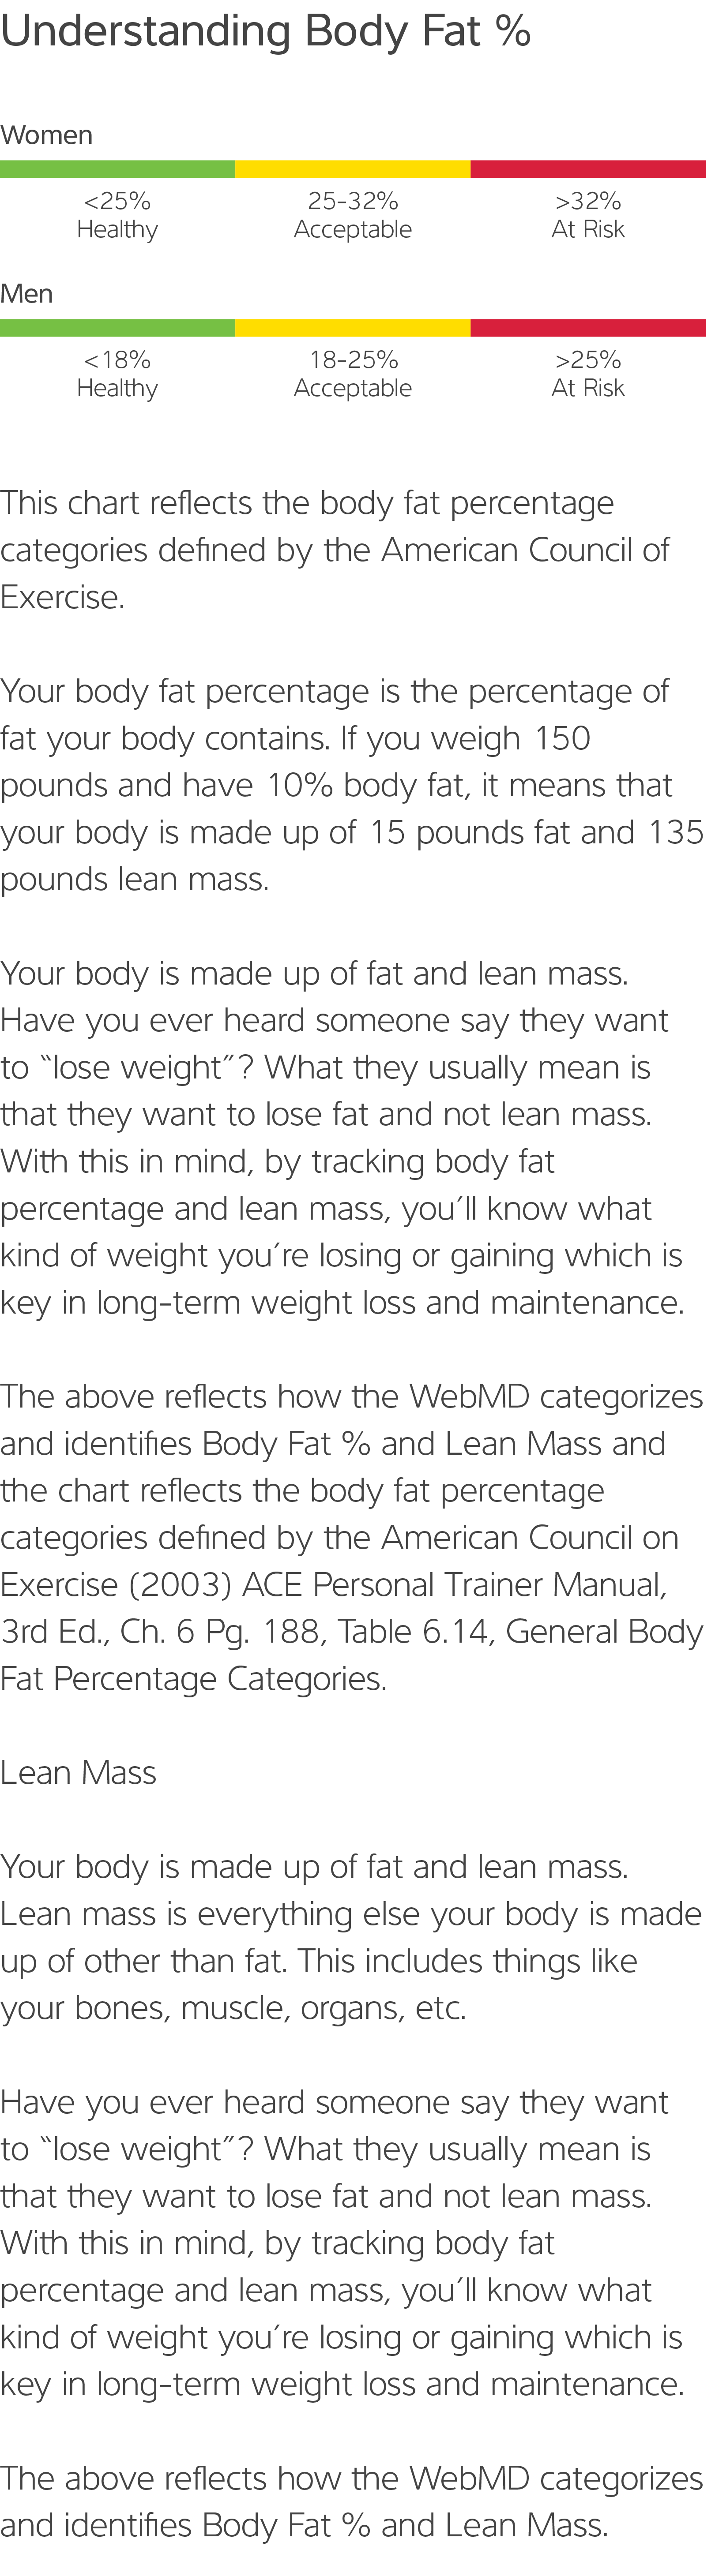 Understanding Body Fat %
Women
<25%
Healthy
25-32%
Acceptable
>32%
At Risk
Men
<18%
Healthy
18-25%
Acceptable
>25%
At Risk
This chart reflects the body fat percentage
categories defined by the American Council of
Exercise.
Your body fat percentage is the percentage of
fat your body contains. If you weigh 150
pounds and have 10% body fat, it means that
your body is made up of 15 pounds fat and 135
pounds lean mass.
Your body is made up of fat and lean mass.
Have you ever heard someone say they want
to “lose weight”? What they usually mean is
that they want to lose fat and not lean mass.
With this in mind, by tracking body fat
percentage and lean mass, you’ll know what
kind of weight you’re losing or gaining which is
key in long-term weight loss and maintenance.
The above reflects how the WebMD categorizes
and identifies Body Fat % and Lean Mass and
the chart reflects the body fat percentage
categories defined by the American Council on
Exercise (2003) ACE Personal Trainer Manual,
3rd Ed., Ch. 6 Pg. 188, Table 6.14, General Body
Fat Percentage Categories.
Lean Mass
Your body is made up of fat and lean mass.
Lean mass is everything else your body is made
up of other than fat. This includes things like
your bones, muscle, organs, etc.
Have you ever heard someone say they want
to “lose weight”? What they usually mean is
that they want to lose fat and not lean mass.
With this in mind, by tracking body fat
percentage and lean mass, you’ll know what
kind of weight you’re losing or gaining which is
key in long-term weight loss and maintenance.
The above reflects how the WebMD categorizes
and identifies Body Fat % and Lean Mass.